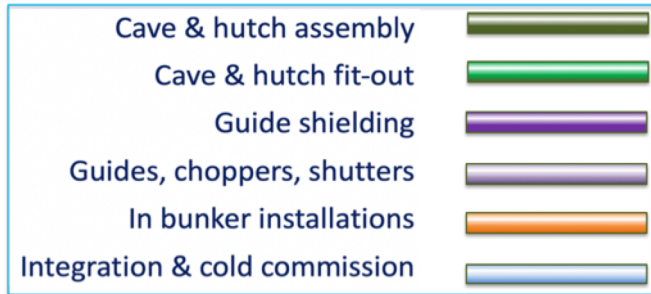 Cave & hutch assembly
Cave & hutch fit-out
Guide shielding
Guides, choppers, shutters
In bunker installations
Integration & cold commission